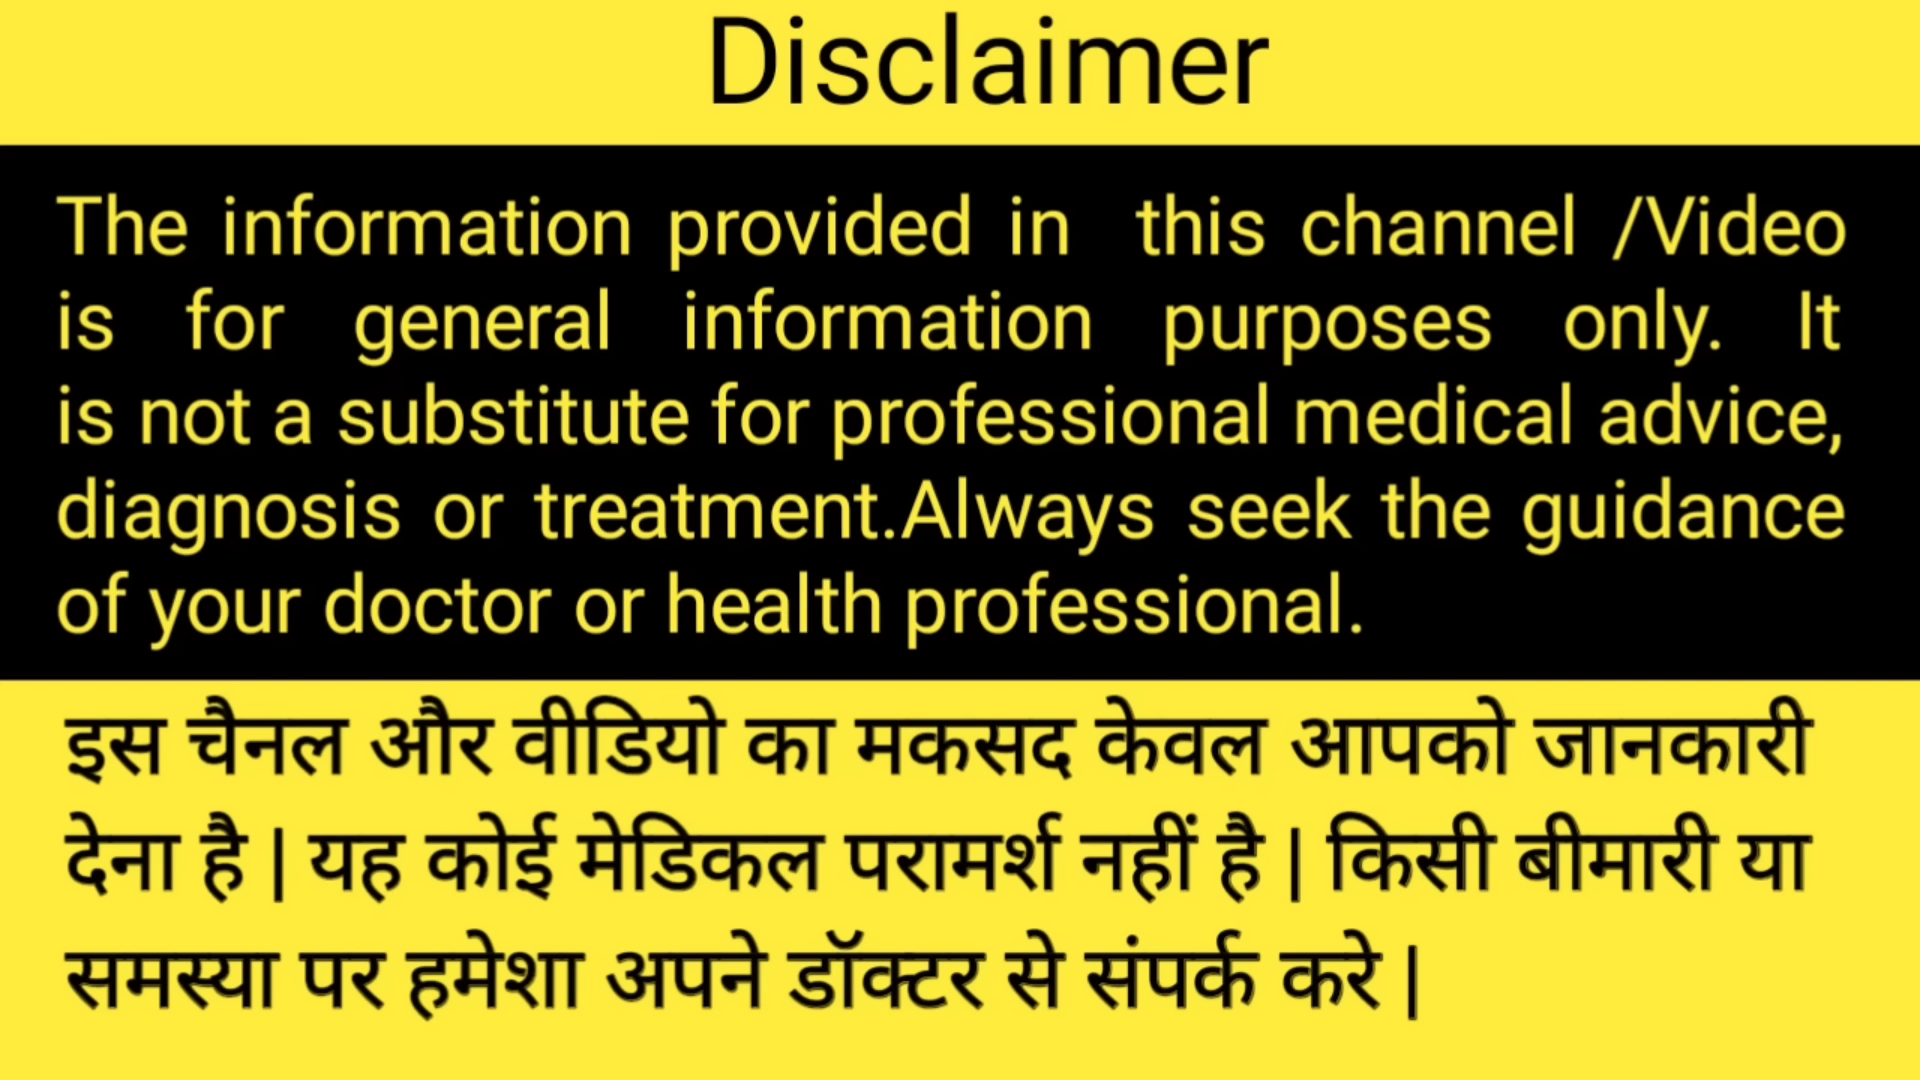 Disclaimer
The information provided in this channel /Video
is for general information purposes only. It
is not a substitute for professional medical advice,
diagnosis or treatment.Always seek the guidance
of your doctor or health professional.
इस चैनल और वीडियो का मकसद केवल आपको जानकारी
देना है | यह कोई मेडिकल परामर्श नहीं है | किसी बीमारी या
समस्या पर हमेशा अपने डॉक्टर से संपर्क करे |